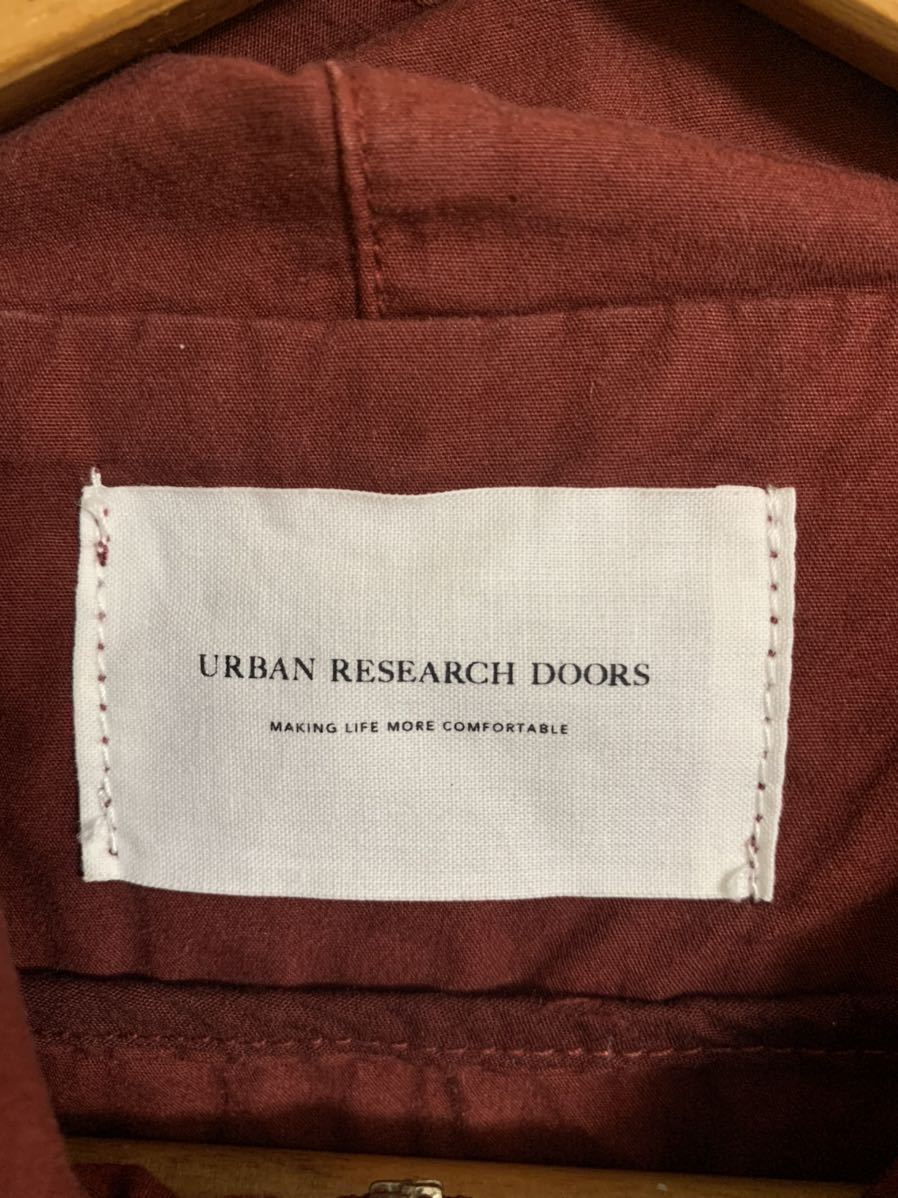 URBAN RESEARCH DOORS
MAKING LIFE MORE COMFORTABLE